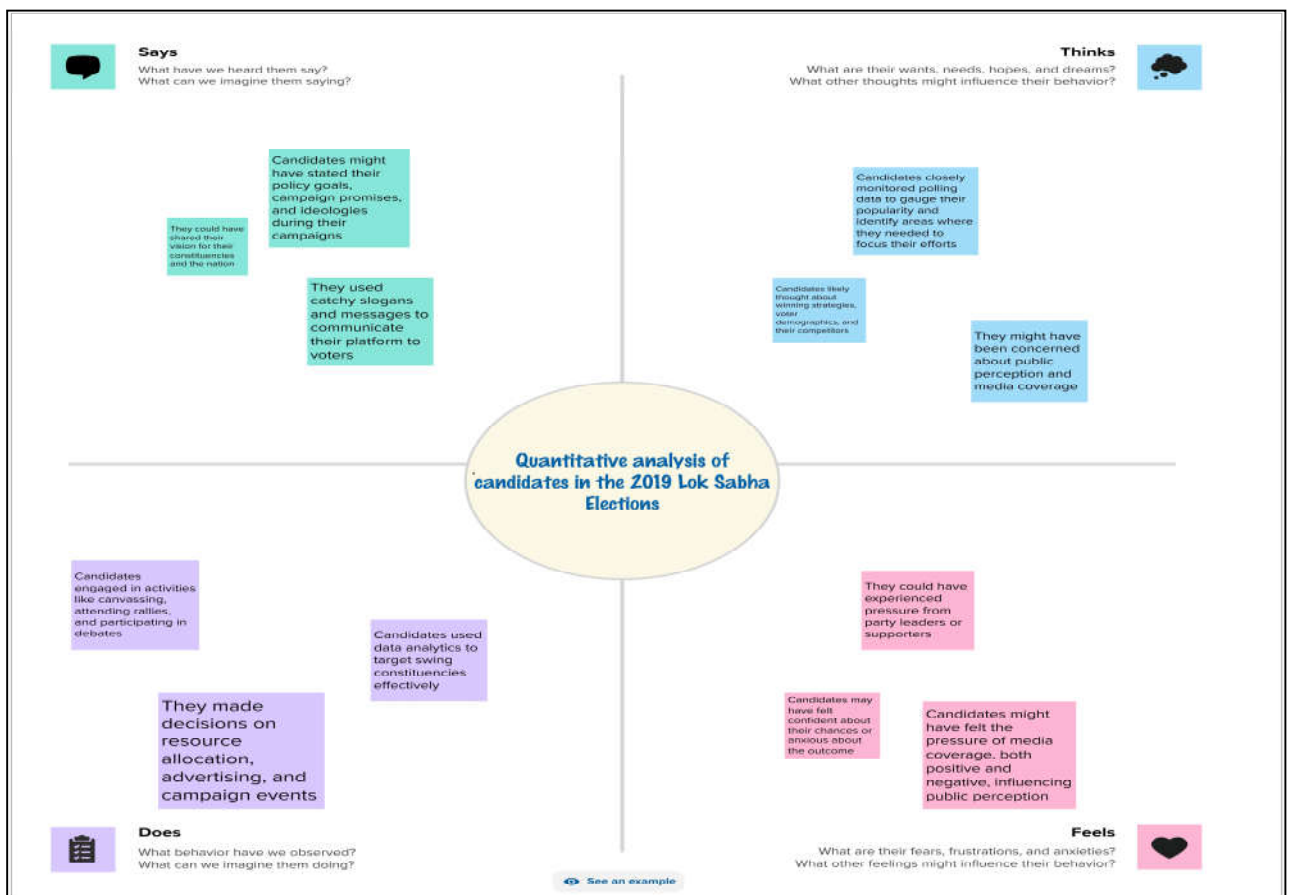 Says
What have we heard them say?
What can we imagine them saying?
Thinks
What are their wants, needs, hopes, and dreams?
What other thoughts might influence their behavior?
Candidates might
have stated their
policy goals,
campaign promises,
and ideologies
during their
campaigns
They could have
shared their
vision for their
constituencies
and the nation
They used
catchy slogans
and messages to
communicate
their platform to
voters
Candidates closely
monitored polling
data to gauge their
popularity and
identify areas where
they needed to
focus their efforts
Candidates likely
thought about
winning strategies,
voter
demographics, and
their competitors
They might have
been concerned
about public
perception and
media coverage
Quantitative analysis of
candidates in the 2019 Lok Sabha
Elections
Candidates
engaged in activities
like canvassing,
attending rallies,
and participating in
debates
Candidates used
data analytics to
target swing
constituencies
effectively
They made
decisions on
resource
allocation,
advertising, and
campaign events
They could have
experienced
pressure from
party leaders or
supporters
Candidates may
have felt
confident about
their chances or
anxious about
the outcome
Candidates might
have felt the
pressure of media
coverage, both
positive and
negative, influencing
public perception
Does
What behavior have we observed?
What can we imagine them doing?
Feels
What are their fears, frustrations, and anxieties?
What other feelings might influence their behavior?
See an example